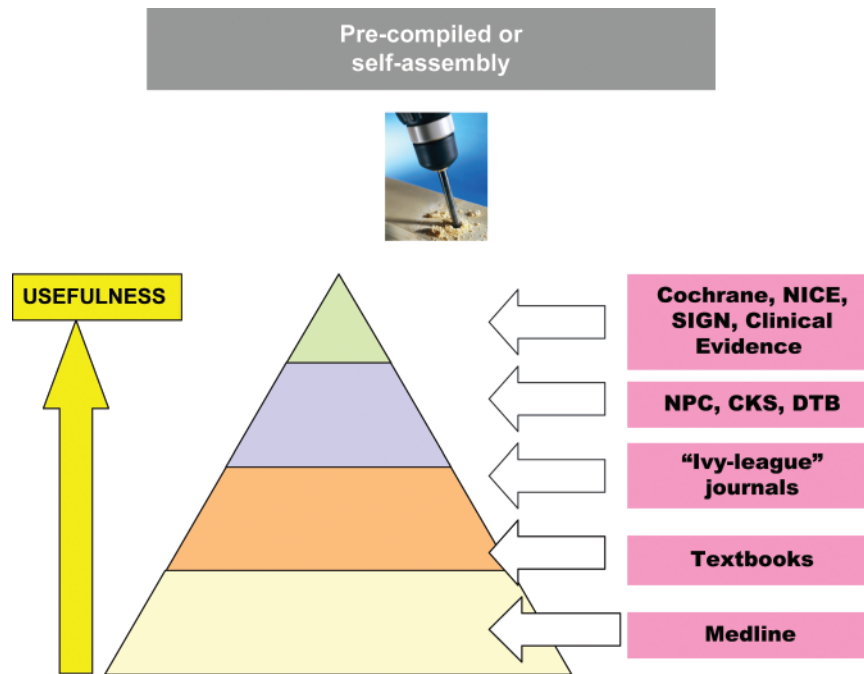 Pre-compiled or
self-assembly
USEFULNESS
Cochrane, NICE,
SIGN, Clinical
Evidence
NPC, CKS, DTB
“Ivy-league”
journals
Textbooks
Medline